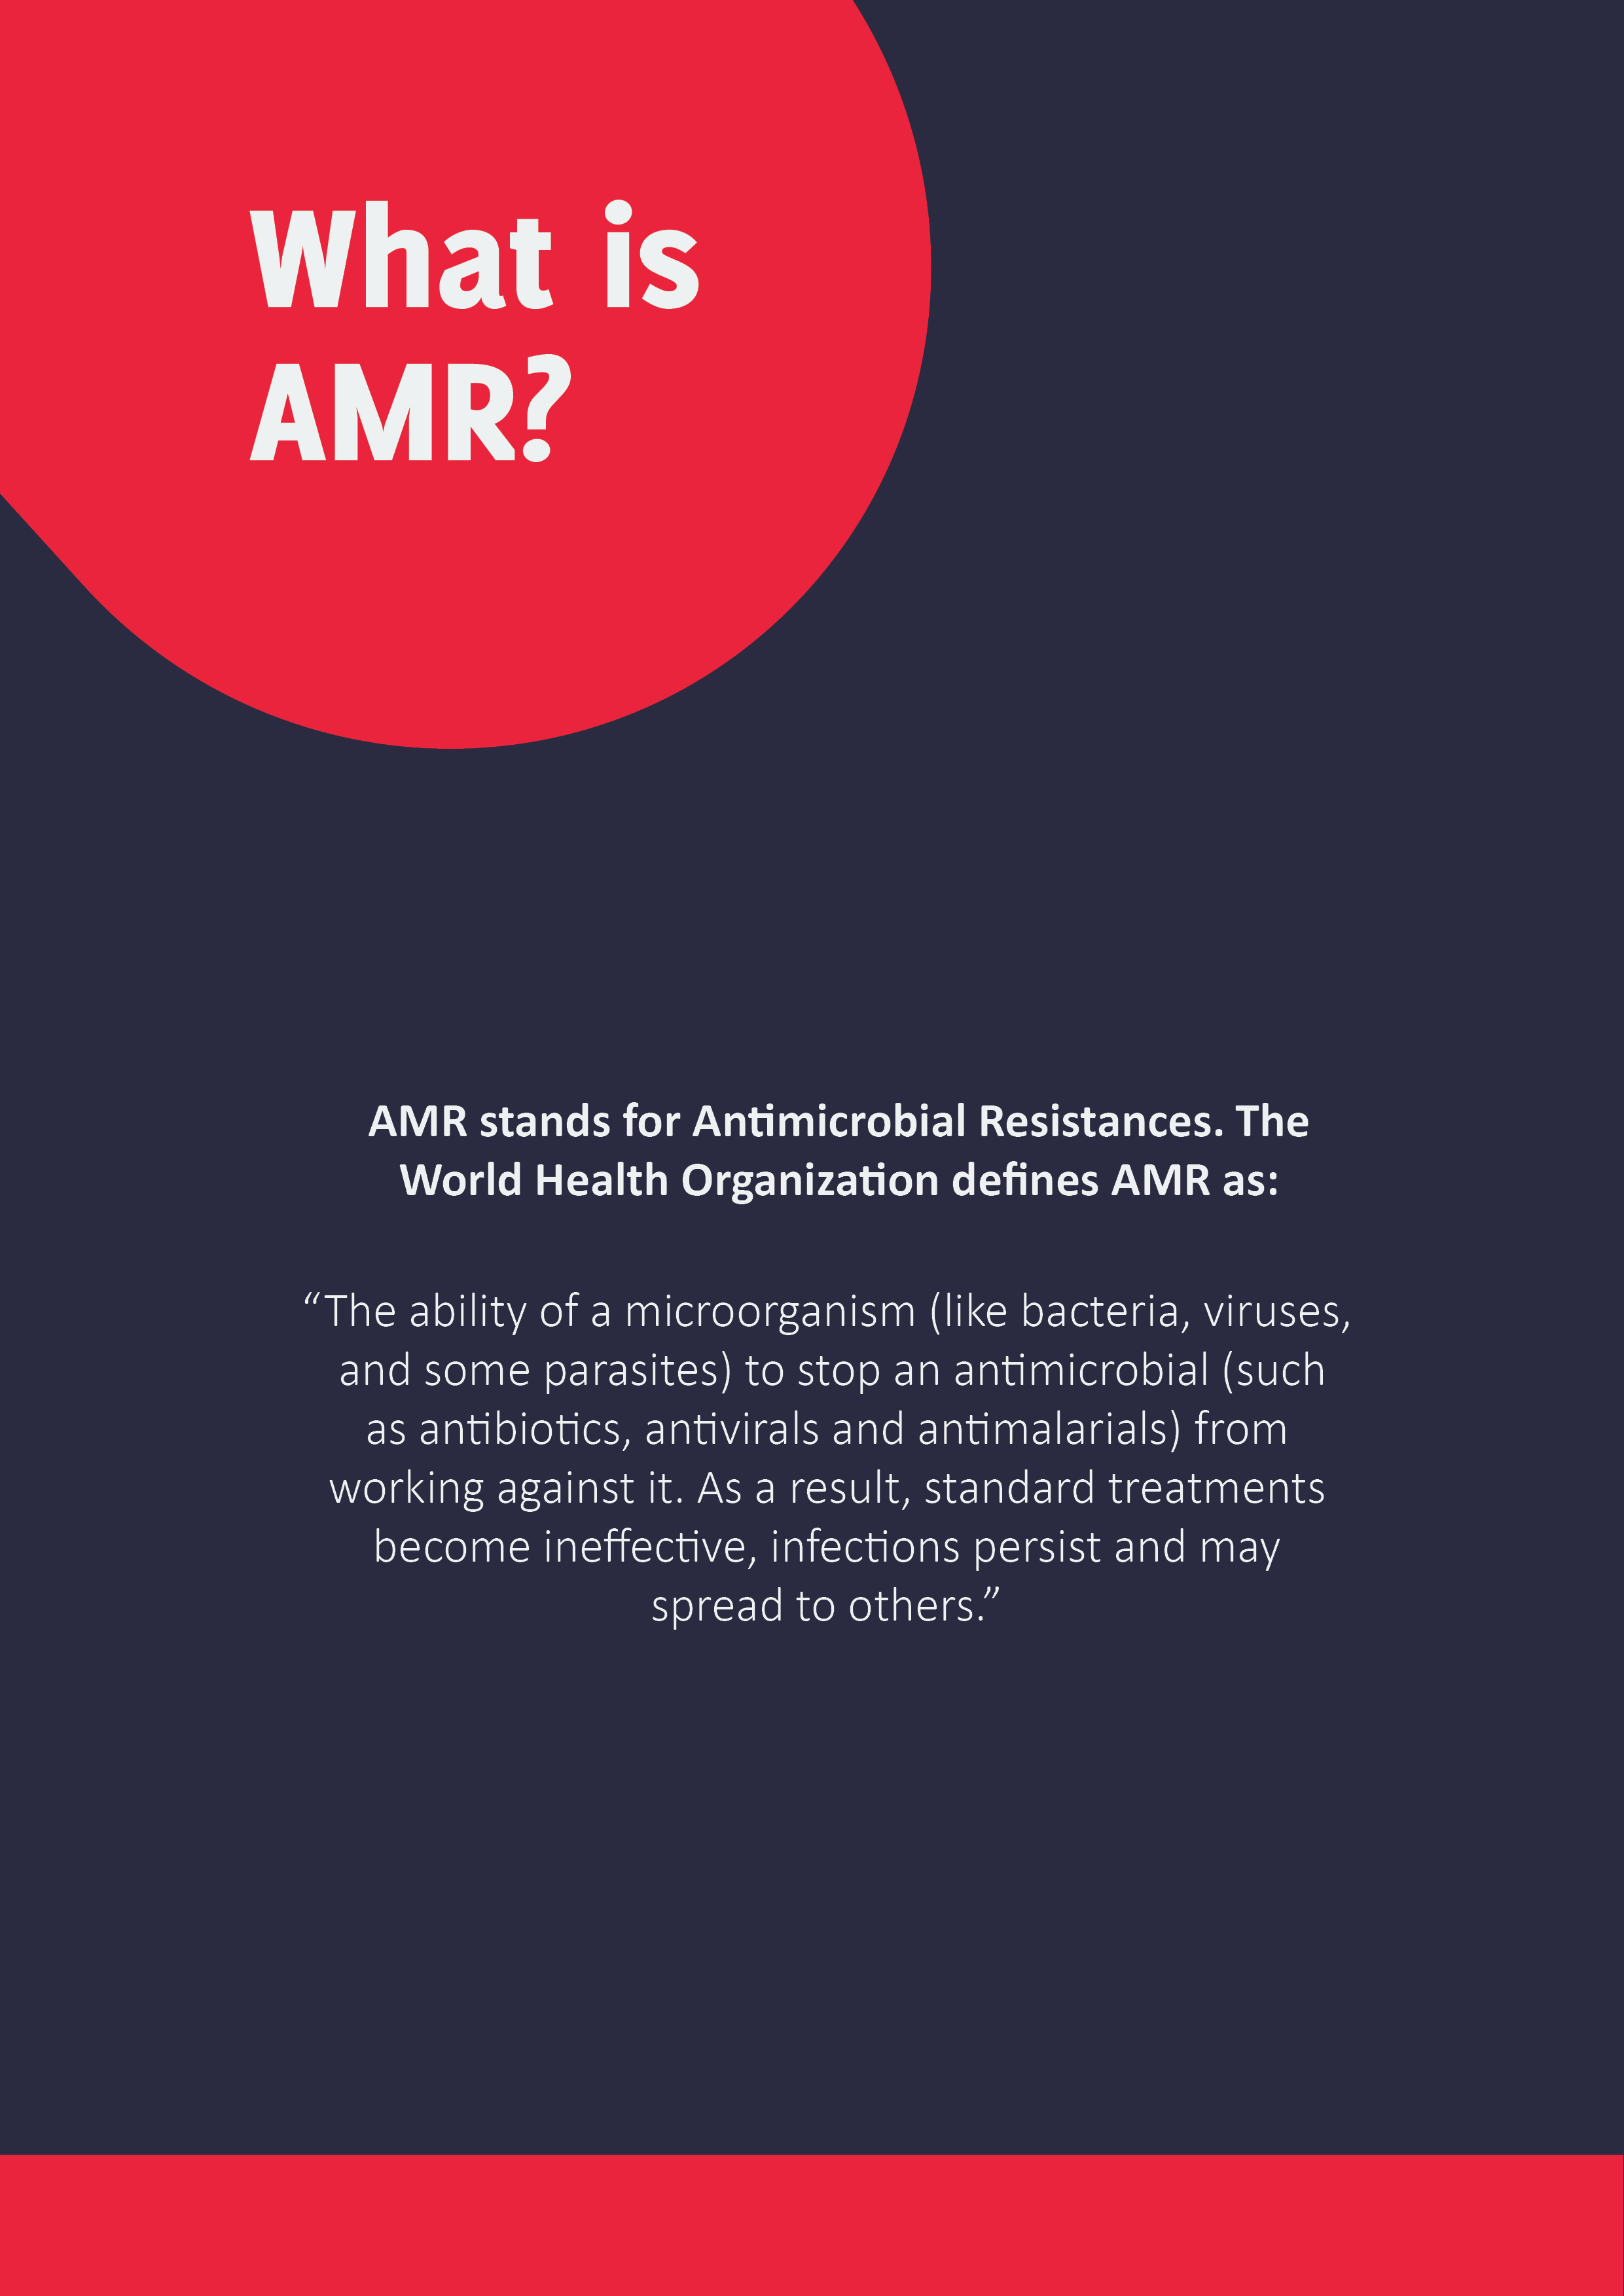 What is
AMR?
AMR stands for Antimicrobial Resistances. The
World Health Organization defines AMR as:
“The ability of a microorganism (like bacteria, viruses,
and some parasites) to stop an antimicrobial (such
as antibiotics, antivirals and antimalarials) from
working against it. As a result, standard treatments
become ineffective, infections persist and may
spread to others.”